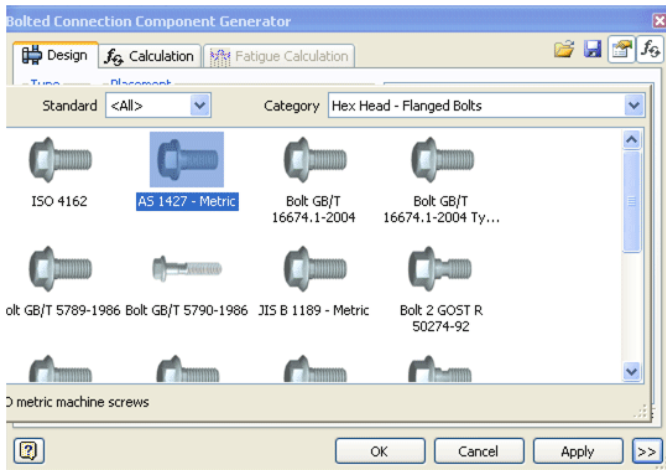 Bolted Connection Component Generator
Design Calculation Fatigue Calculation
Type Placement
Standard <All> Category Hex Head - Flanged Bolts
ISO 4162 AS 1427 - Metric Bolt GB/T 16674.1-2004 Bolt GB/T 16674.1-2004 Ty...
olt GB/T 5789-1986 Bolt GB/T 5790-1986 JIS B 1189 - Metric Bolt 2 GOST R 50274-92
O metric machine screws
OK Cancel Apply >>